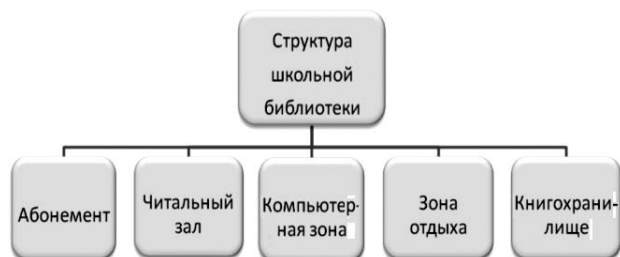 Структура
школьной
библиотеки
Абонемент
Читальный
зал
Компьютер-
ная зона
Зона
отдыха
Книгохрани-
лище